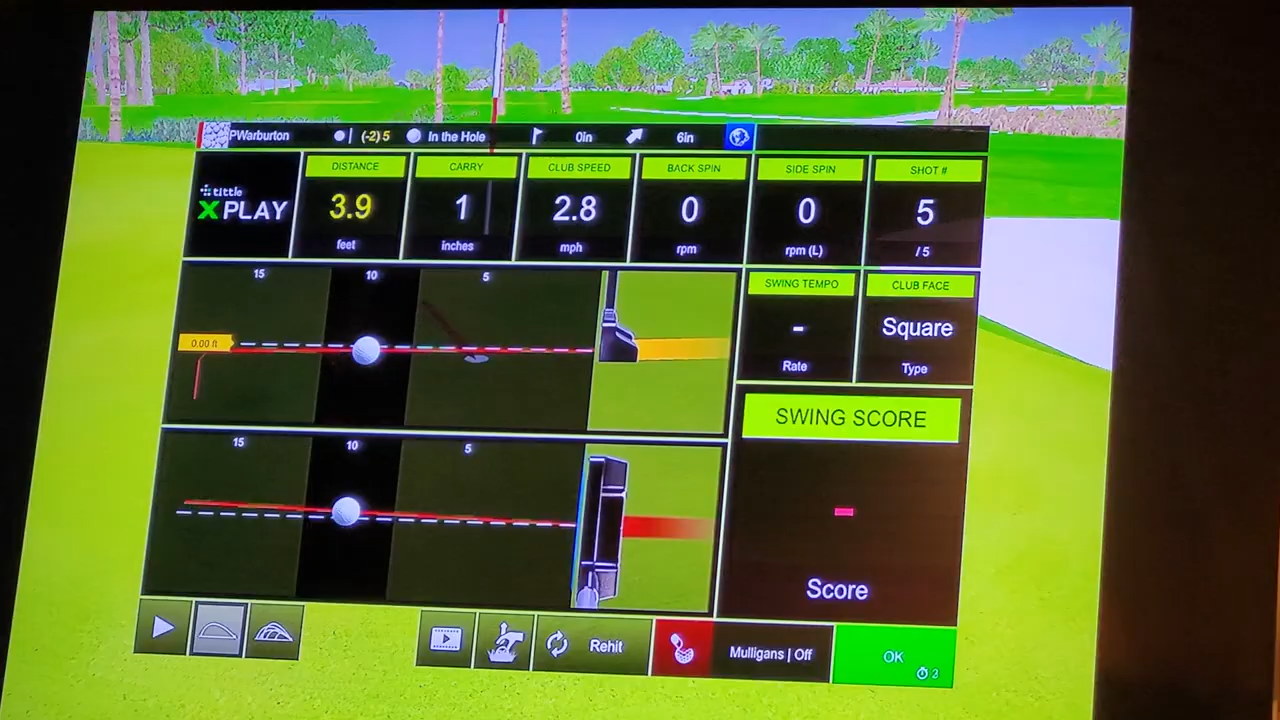 PWarburton (-2) 5 In the Hole 0in 6in
tittle
X PLAY
DISTANCE
3.9
feet
CARRY
1
inches
CLUB SPEED
2.8
mph
BACK SPIN
0
rpm
SIDE SPIN
0
rpm (L)
SHOT #
5
/ 5
15 10 5
0.00 ft
SWING TEMPO
-
Rate
CLUB FACE
Square
Type
15 10 5
SWING SCORE
-
Score
Rehit
Mulligans | Off
OK
3